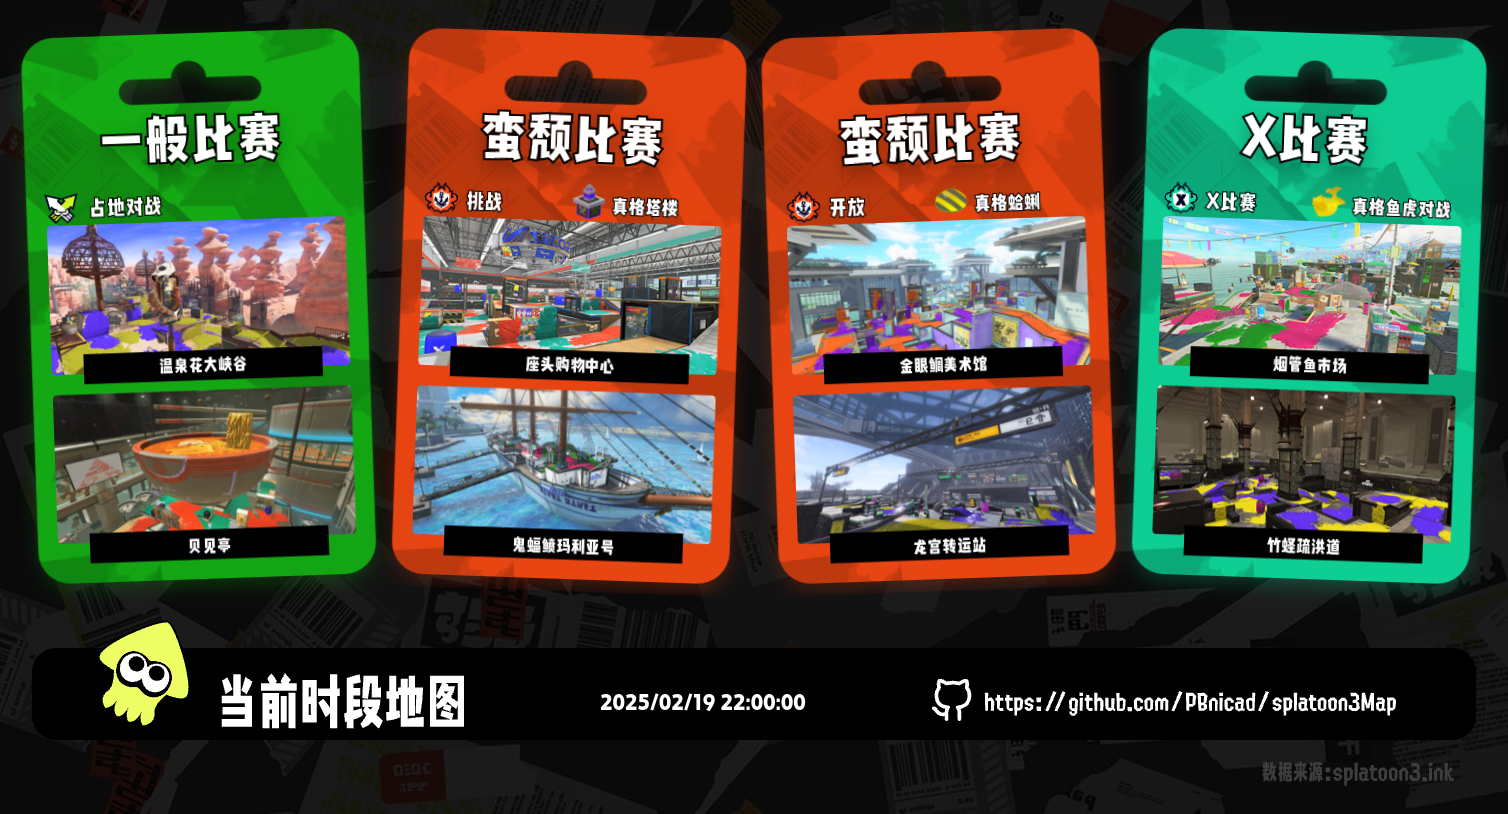 一般比赛
占地对战
温泉花大峡谷
贝见亭
蛮颓比赛
挑战
真格塔楼
座头购物中心
鬼蝠鲼玛利亚号
蛮颓比赛
开放
真格蛤蜊
金眼鲷美术馆
龙宫转运站
X比赛
X比赛
真格鱼虎对战
烟管鱼市场
竹蛏疏洪道
当前时段地图
2025/02/19 22:00:00
https://github.com/PBnicad/splatoon3Map
数据来源:splatoon3.ink